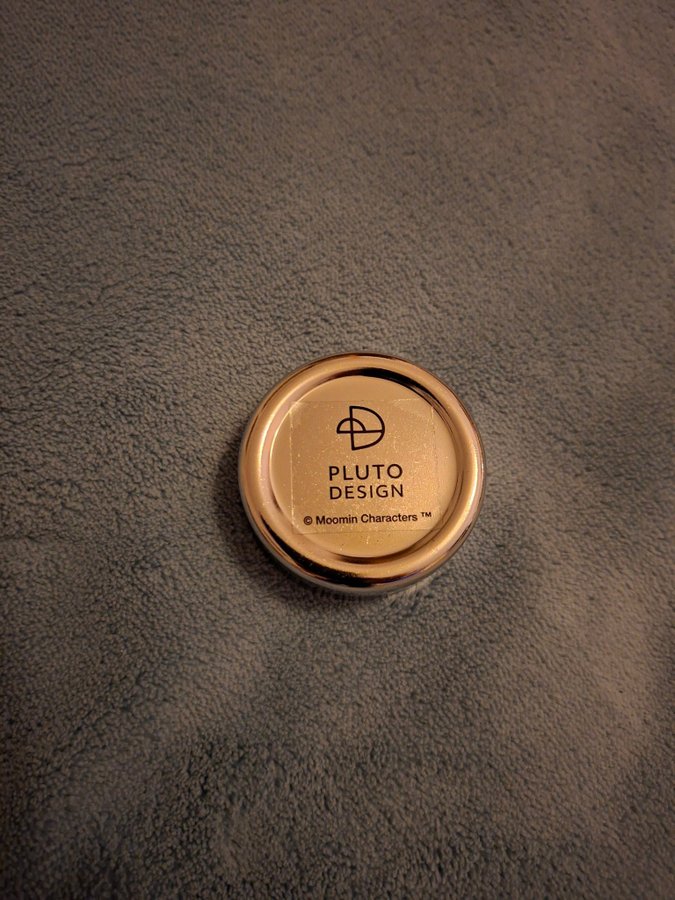 PLUTO
DESIGN
© Moomin Characters ™